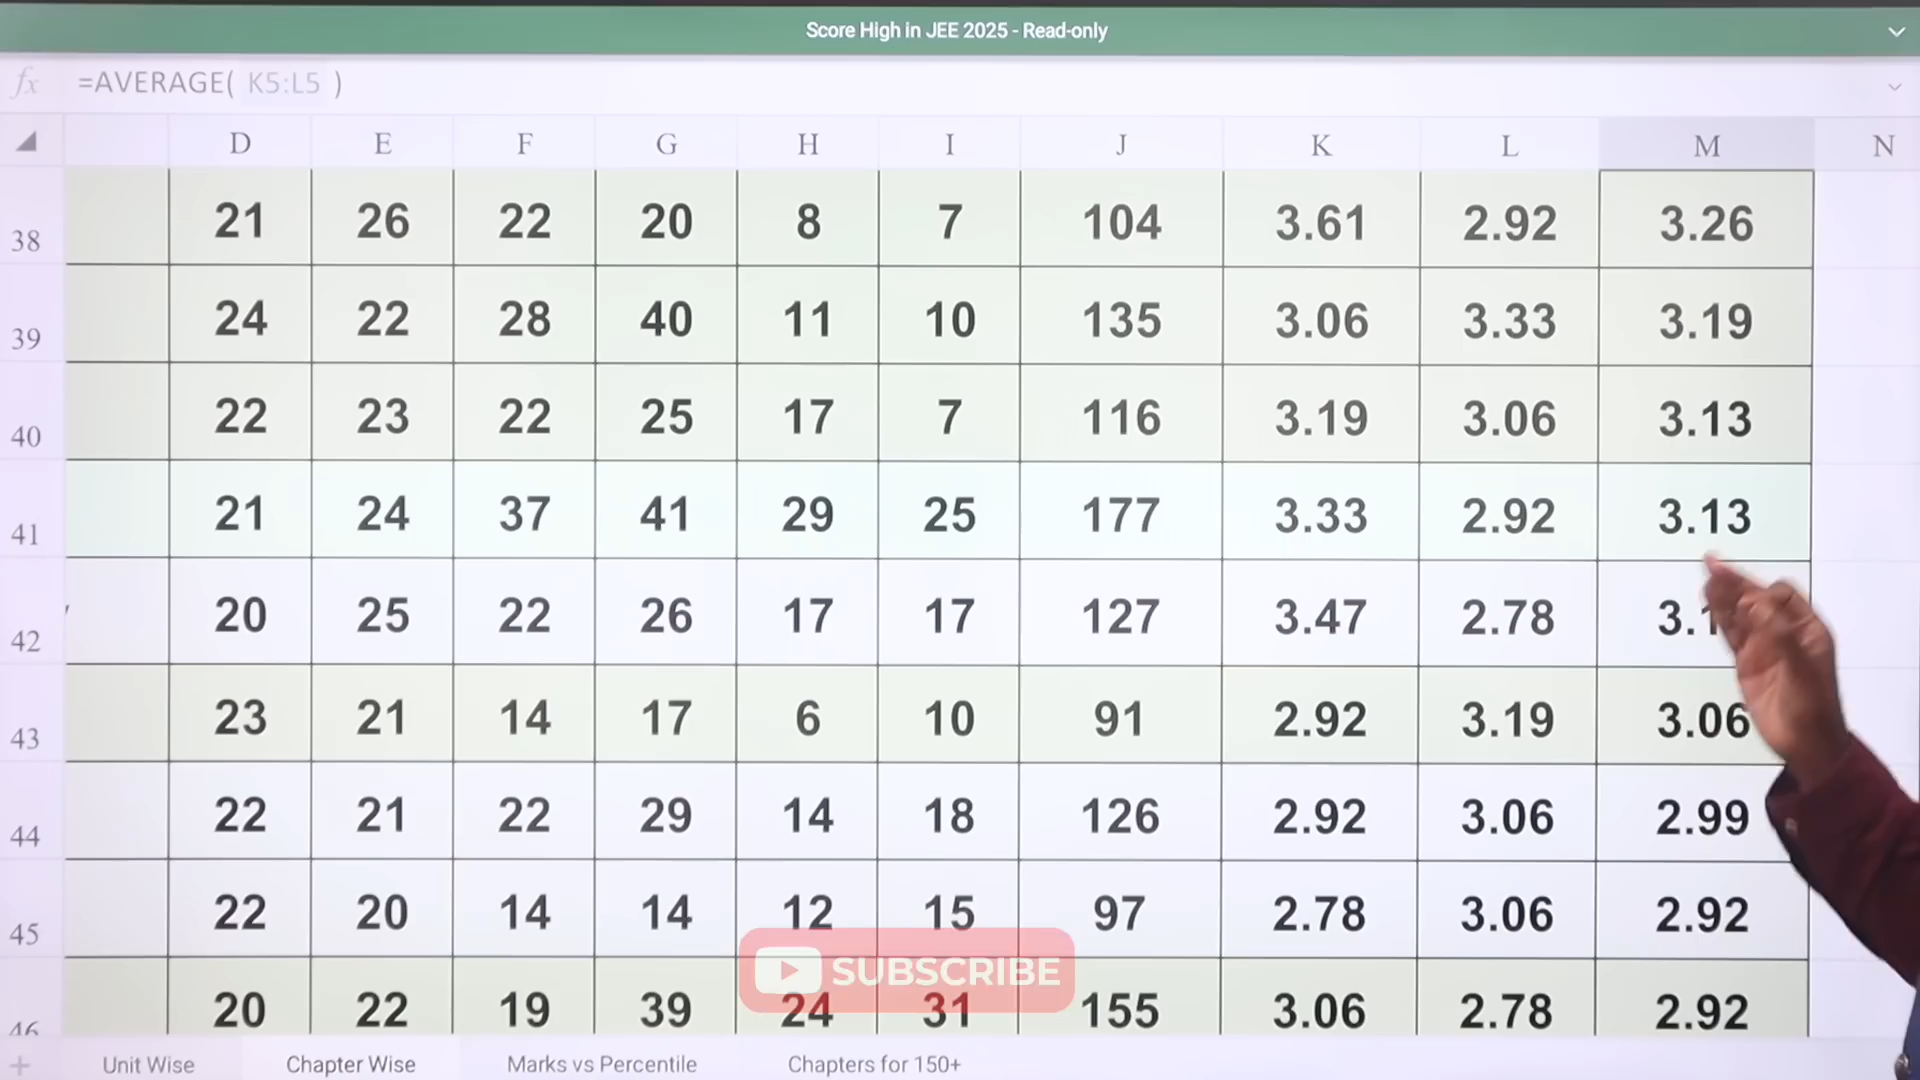 Score High in JEE 2025 - Read-only
fx =AVERAGE( K5:L5 )
D E F G H I J K L M N
38 21 26 22 20 8 7 104 3.61 2.92 3.26
39 24 22 28 40 11 10 135 3.06 3.33 3.19
40 22 23 22 25 17 7 116 3.19 3.06 3.13
41 21 24 37 41 29 25 177 3.33 2.92 3.13
42 20 25 22 26 17 17 127 3.47 2.78
43 23 21 14 17 6 10 91 2.92 3.19 3.06
44 22 21 22 29 14 18 126 2.92 3.06 2.99
45 22 20 14 14 12 15 97 2.78 3.06 2.92
SUBSCRIBE
46 20 22 19 39 24 31 155 3.06 2.78 2.92
+ Unit Wise Chapter Wise Marks vs Percentile Chapters for 150+